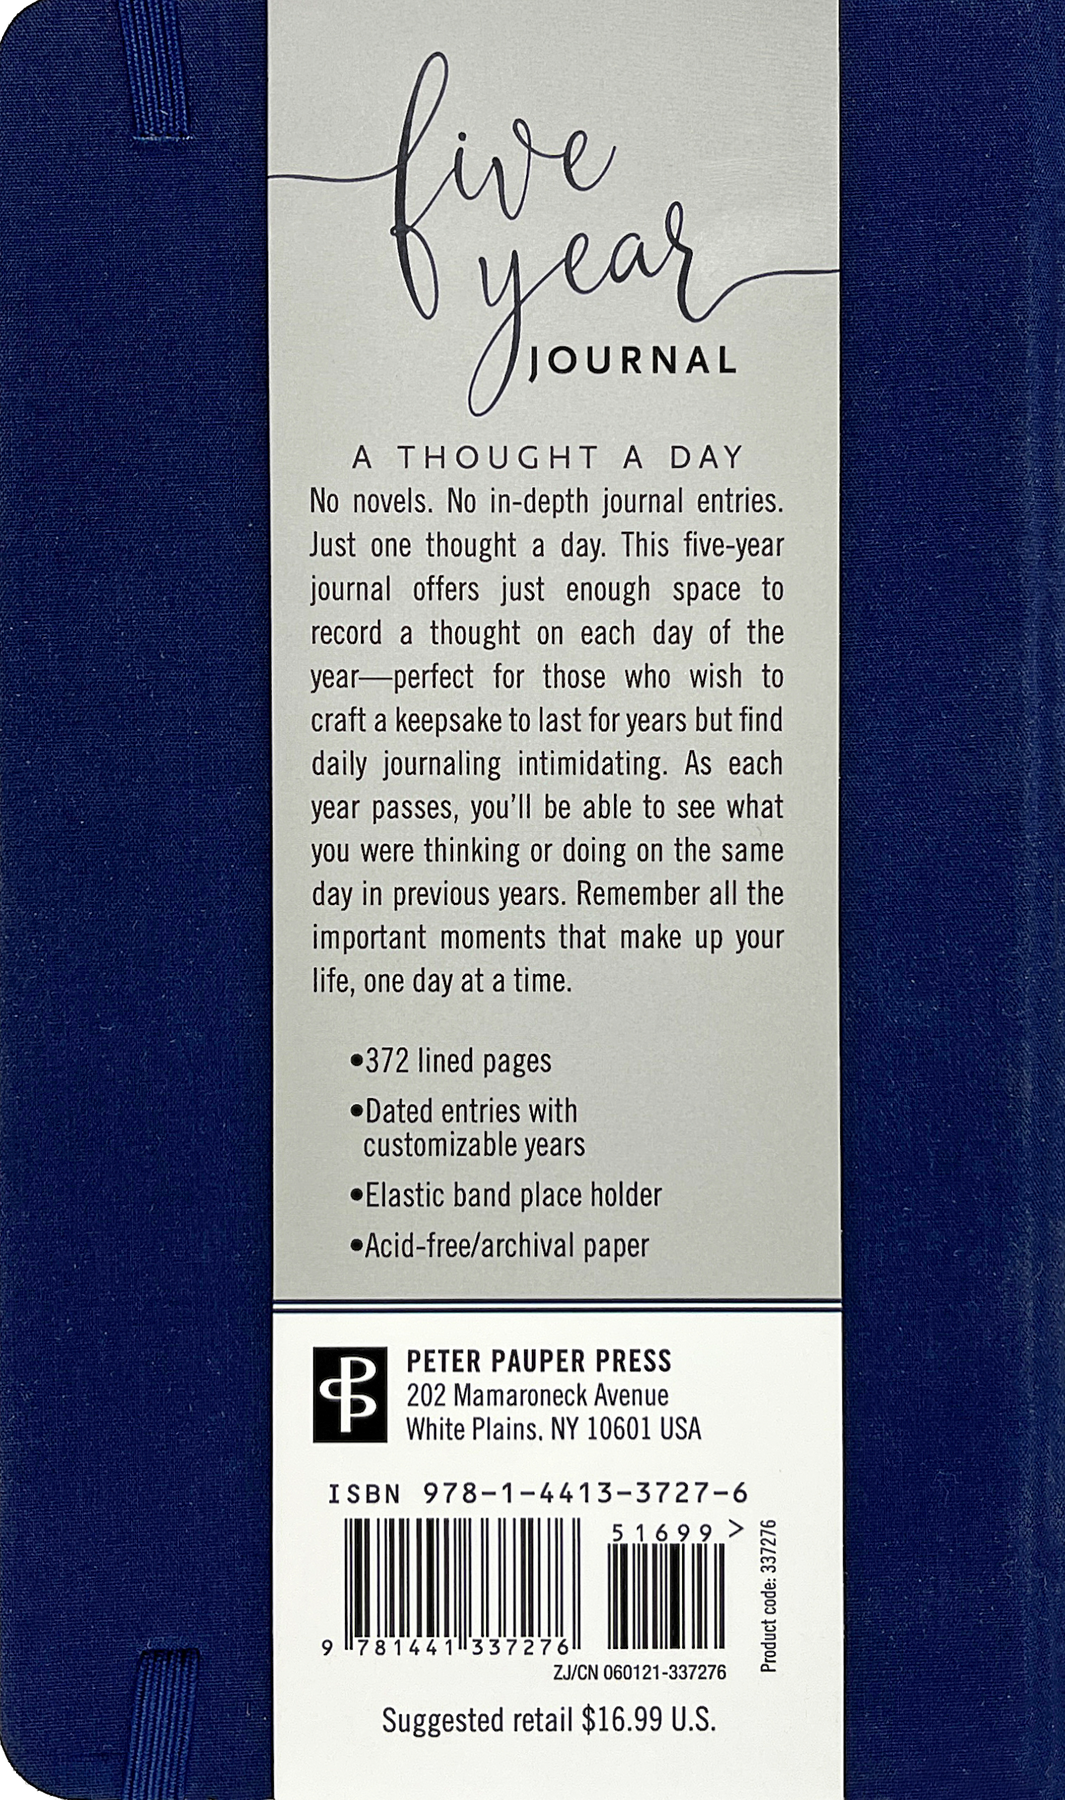 five
year
JOURNAL
A THOUGHT A DAY
No novels. No in-depth journal entries.
Just one thought a day. This five-year
journal offers just enough space to
record a thought on each day of the
year—perfect for those who wish to
craft a keepsake to last for years but find
daily journaling intimidating. As each
year passes, you'll be able to see what
you were thinking or doing on the same
day in previous years. Remember all the
important moments that make up your
life, one day at a time.
•372 lined pages
•Dated entries with
customizable years
•Elastic band place holder
•Acid-free/archival paper
PETER PAUPER PRESS
202 Mamaroneck Avenue
White Plains, NY 10601 USA
ISBN 978-1-4413-3727-6
51699>
9 781441 337276
Product code: 337276
ZJ/CN 060121-337276
Suggested retail $16.99 U.S.